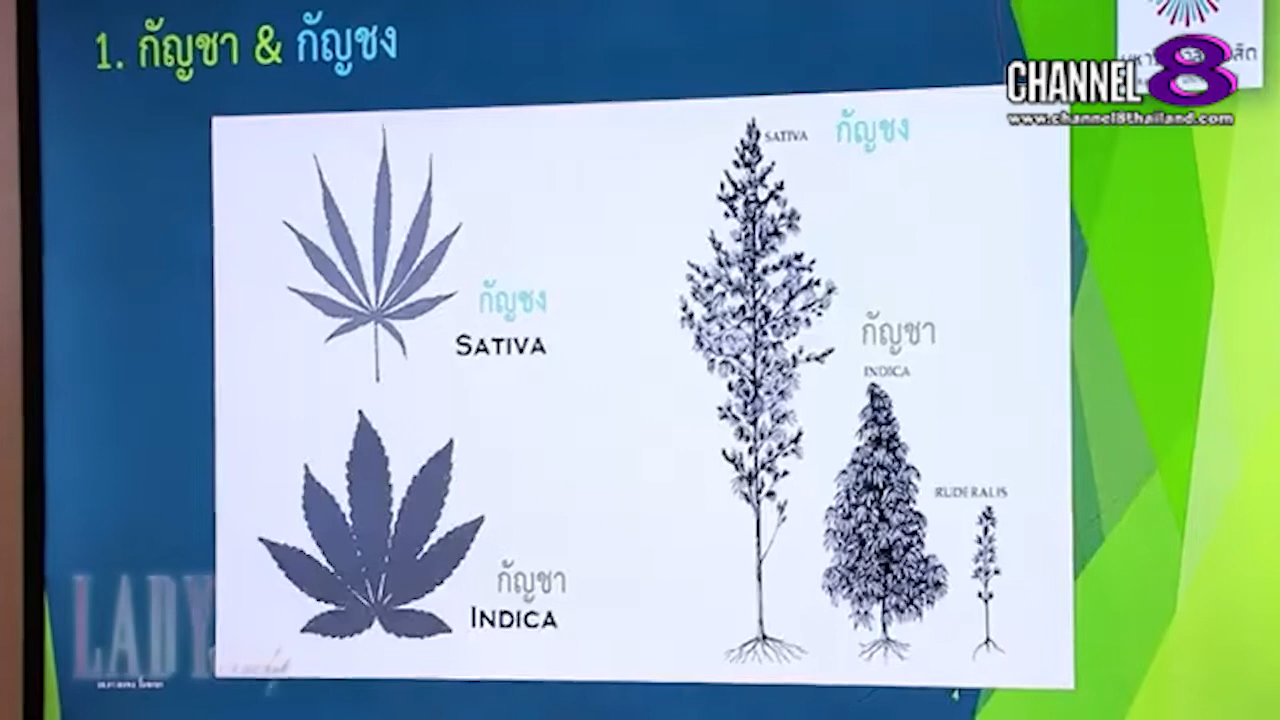 1. กัญชา & กัญชง
CHANNEL 8
www.channel8thailand.com
SATIVA
กัญชง
กัญชง
SATIVA
กัญชา
INDICA
RUDERALIS
กัญชา
INDICA
LADY
4